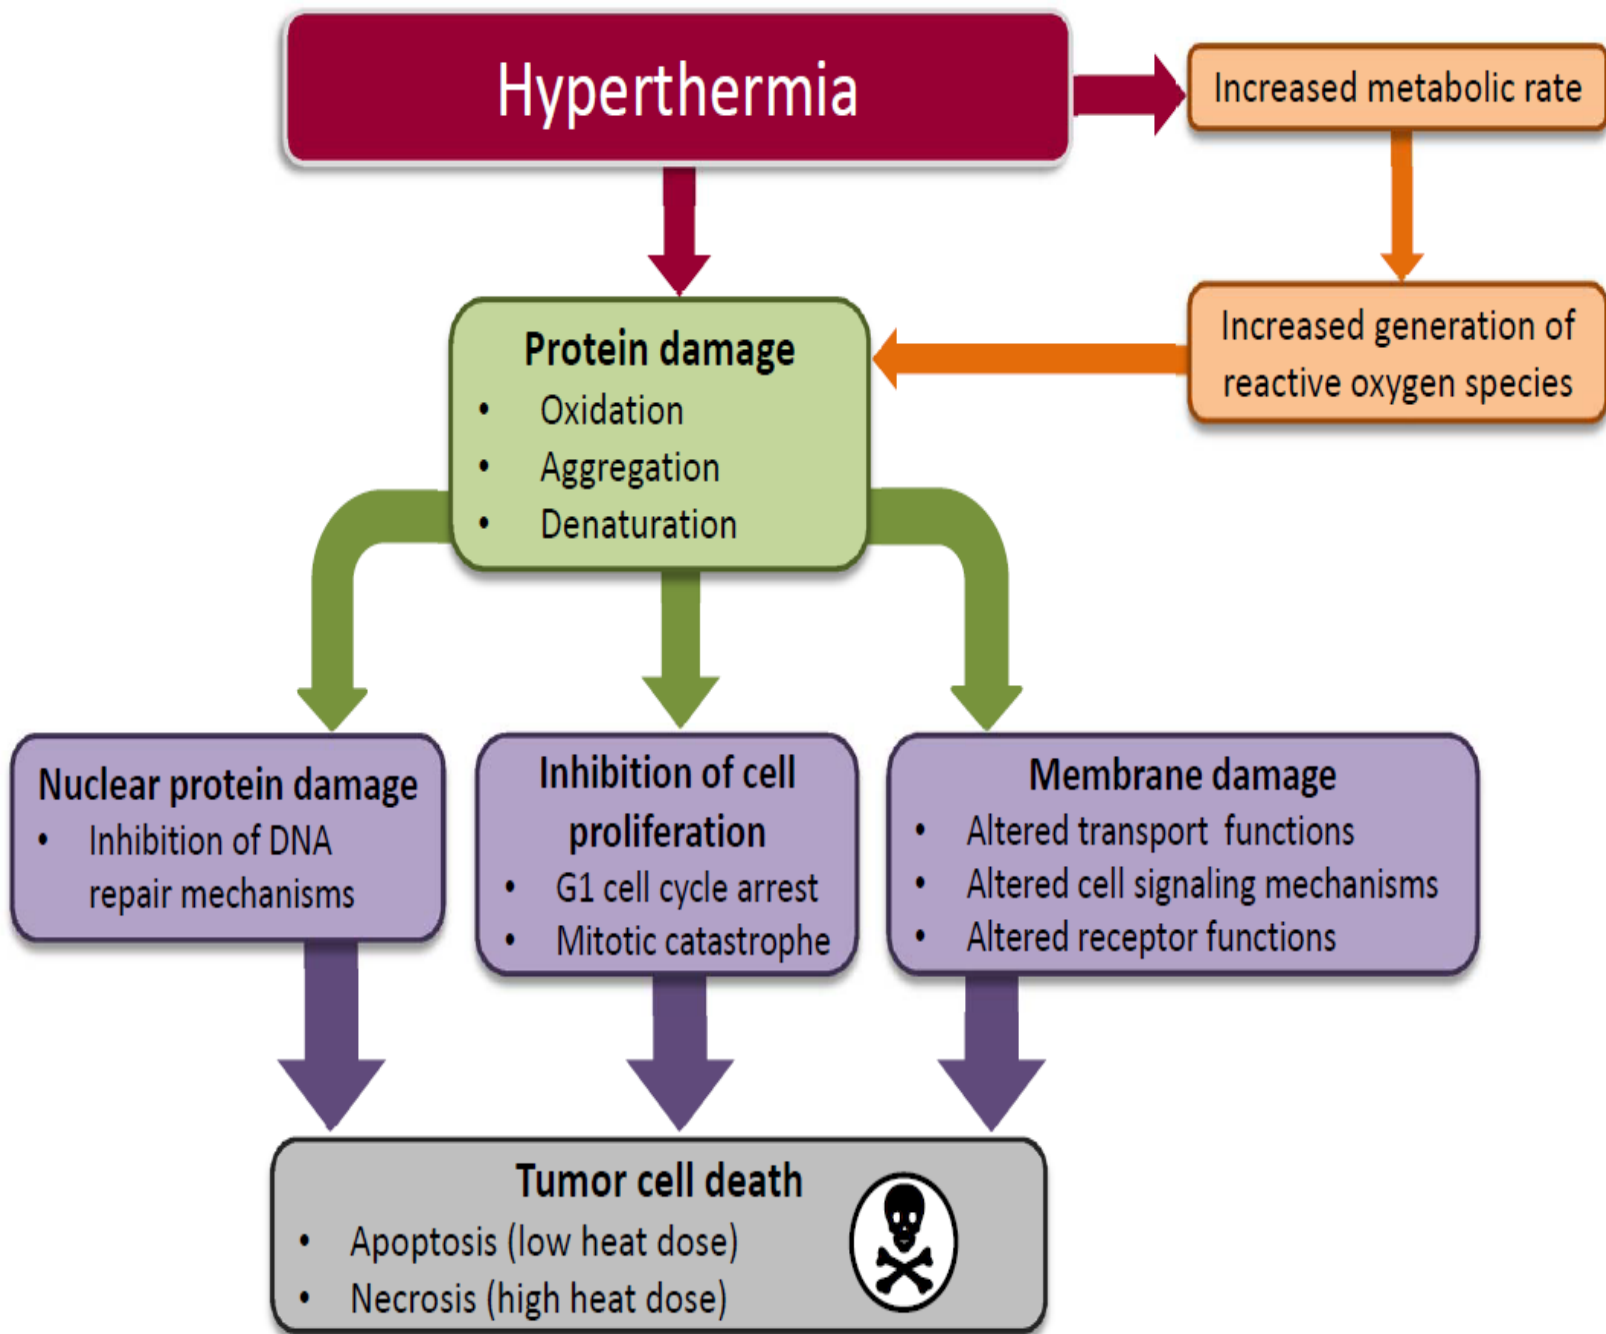 Hyperthermia
Increased metabolic rate
Increased generation of
reactive oxygen species
Protein damage
• Oxidation
• Aggregation
• Denaturation
Nuclear protein damage
• Inhibition of DNA
repair mechanisms
Inhibition of cell
proliferation
• G1 cell cycle arrest
• Mitotic catastrophe
Membrane damage
• Altered transport functions
• Altered cell signaling mechanisms
• Altered receptor functions
Tumor cell death
• Apoptosis (low heat dose)
• Necrosis (high heat dose)